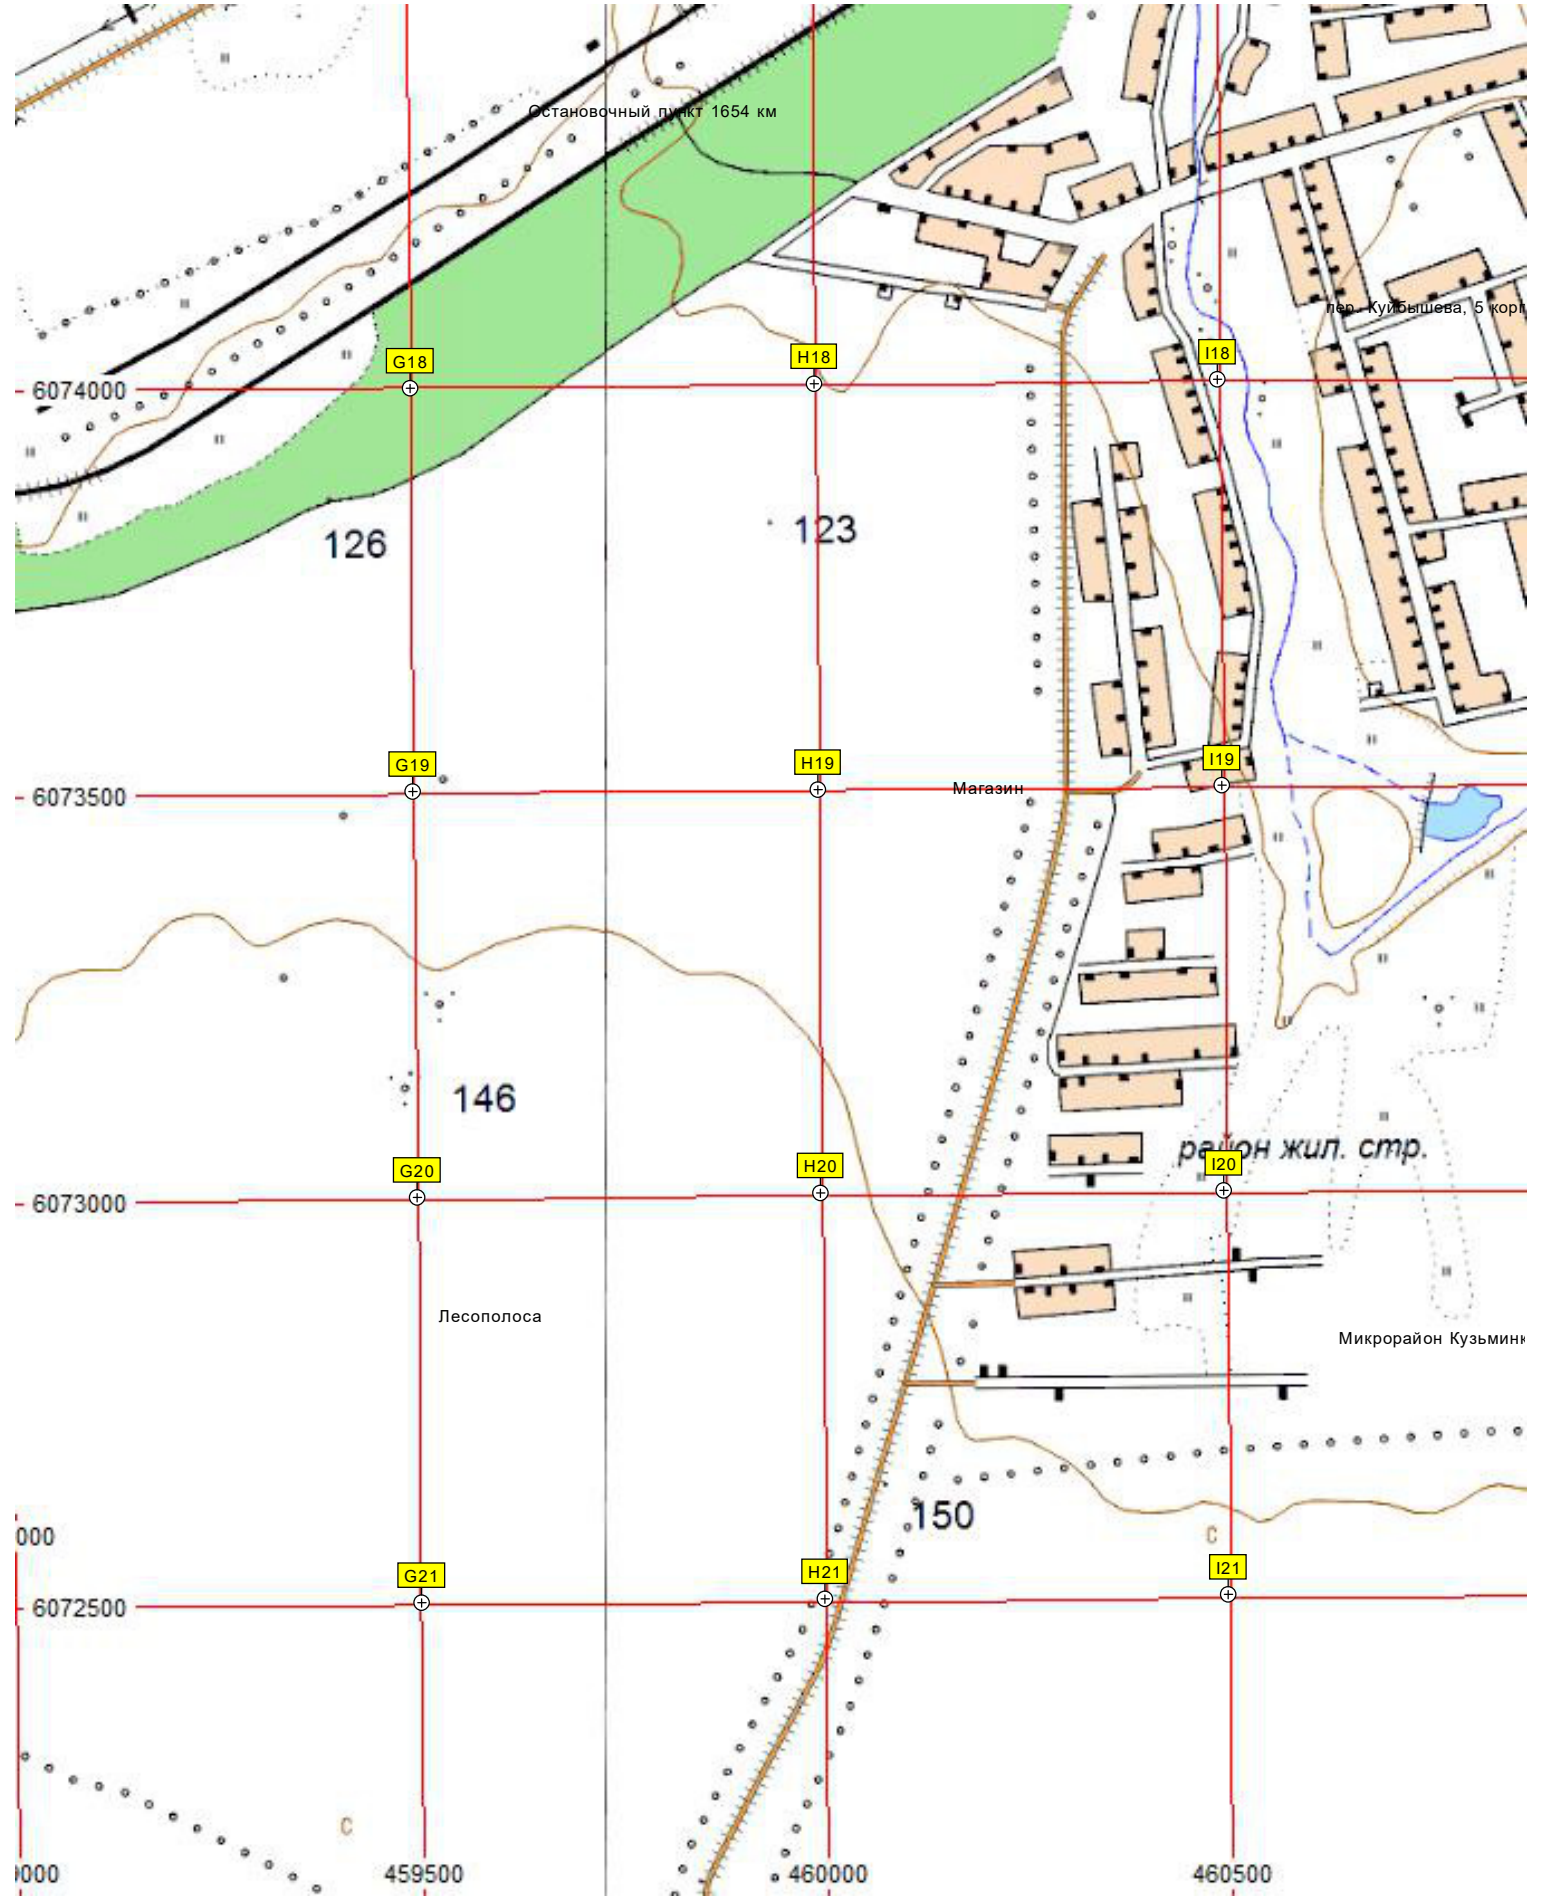 Остановочный пункт 1654 км
пер. Куйбышева, 5 корп
I18
H18
G18
6074000
123
126
I19
H19
G19
Магазин
6073500
146
район жил. стр.
I20
H20
G20
6073000
Лесополоса
Микрорайон Кузьминк
150
000
С
I21
H21
G21
6072500
С
0000
459500
460000
460500